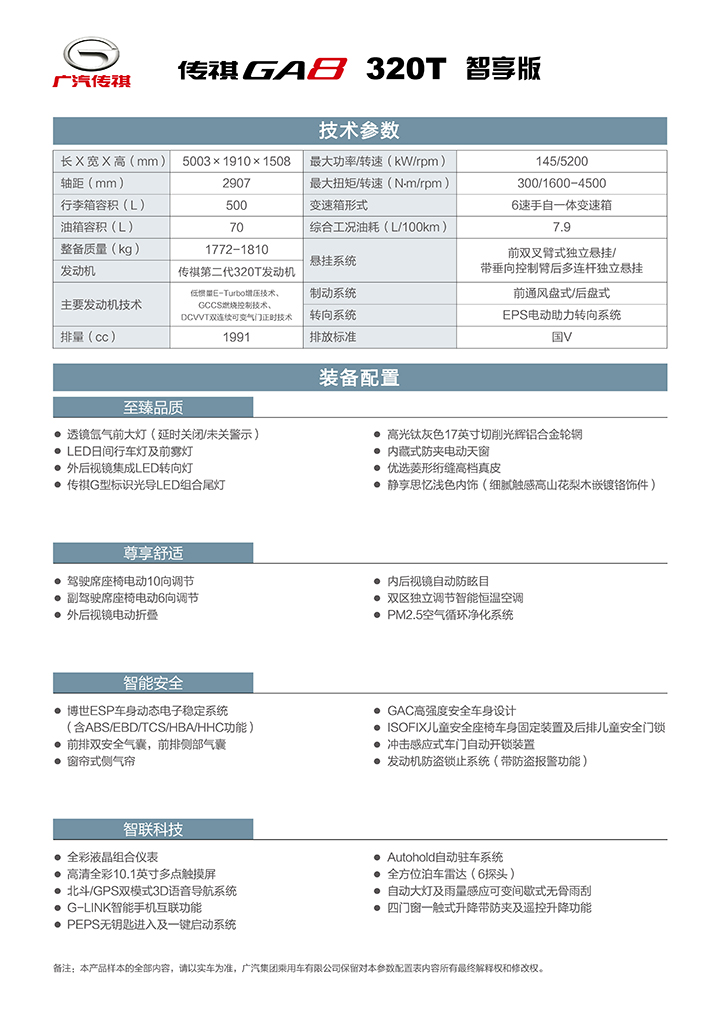 广汽传祺
传祺GA8 320T 智享版
技术参数
长 X 宽 X 高（mm） 5003×1910×1508 最大功率/转速（kW/rpm） 145/5200
轴距（mm） 2907 最大扭矩/转速（N·m/rpm） 300/1600-4500
行李箱容积（L） 500 变速箱形式 6速手自一体变速箱
油箱容积（L） 70 综合工况油耗（L/100km） 7.9
整备质量（kg） 1772-1810 悬挂系统 前双叉臂式独立悬挂/
带垂向控制臂后多连杆独立悬挂
发动机 传祺第二代320T发动机
主要发动机技术 低惯量E-Turbo增压技术、
GCCS燃烧控制技术、
DCVVT双连续可变气门正时技术
制动系统 前通风盘式/后盘式
转向系统 EPS电动助力转向系统
排量（cc） 1991 排放标准 国V
装备配置
至臻品质
● 透镜氙气前大灯（延时关闭/未关警示）
● LED日间行车灯及前雾灯
● 外后视镜集成LED转向灯
● 传祺G型标识光导LED组合尾灯
● 高光钛灰色17英寸切削光辉铝合金轮辋
● 内藏式防夹电动天窗
● 优选菱形绗缝高档真皮
● 静享思忆浅色内饰（细腻触感高山花梨木嵌镀铬饰件）
尊享舒适
● 驾驶席座椅电动10向调节
● 副驾驶席座椅电动6向调节
● 外后视镜电动折叠
● 内后视镜自动防眩目
● 双区独立调节智能恒温空调
● PM2.5空气循环净化系统
智能安全
● 博世ESP车身动态电子稳定系统
（含ABS/EBD/TCS/HBA/HHC功能）
● 前排双安全气囊，前排侧部气囊
● 窗帘式侧气帘
● GAC高强度安全车身设计
● ISOFIX儿童安全座椅车身固定装置及后排儿童安全门锁
● 冲击感应式车门自动开锁装置
● 发动机防盗锁止系统（带防盗报警功能）
智联科技
● 全彩液晶组合仪表
● 高清全彩10.1英寸多点触摸屏
● 北斗/GPS双模式3D语音导航系统
● G-LINK智能手机互联功能
● PEPS无钥匙进入及一键启动系统
● Autohold自动驻车系统
● 全方位泊车雷达（6探头）
● 自动大灯及雨量感应可变间歇式无骨雨刮
● 四门窗一触式升降带防夹及遥控升降功能
备注：本产品样本的全部内容，请以实车为准，广汽集团乘用车有限公司保留对本参数配置表内容所有最终解释权和修改权。